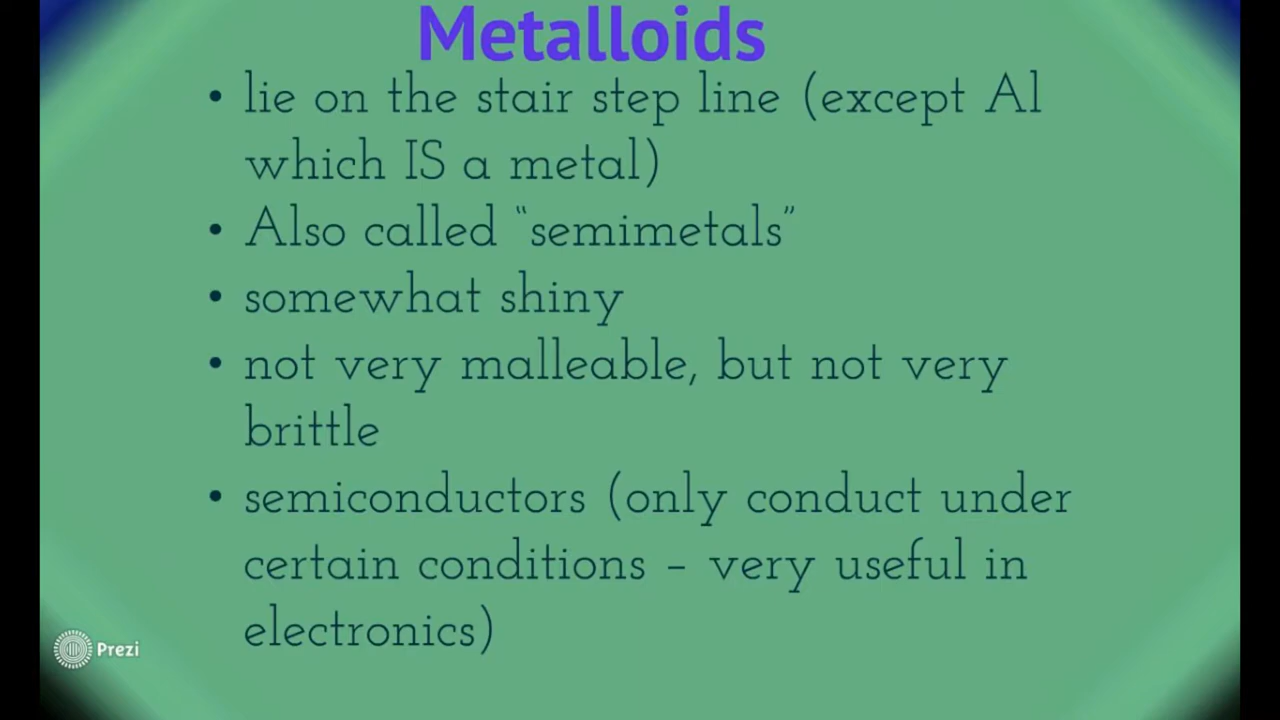 Metalloids
• lie on the stair step line (except Al
which IS a metal)
• Also called “semimetals”
• somewhat shiny
• not very malleable, but not very
brittle
• semiconductors (only conduct under
certain conditions – very useful in
electronics)
Prezi